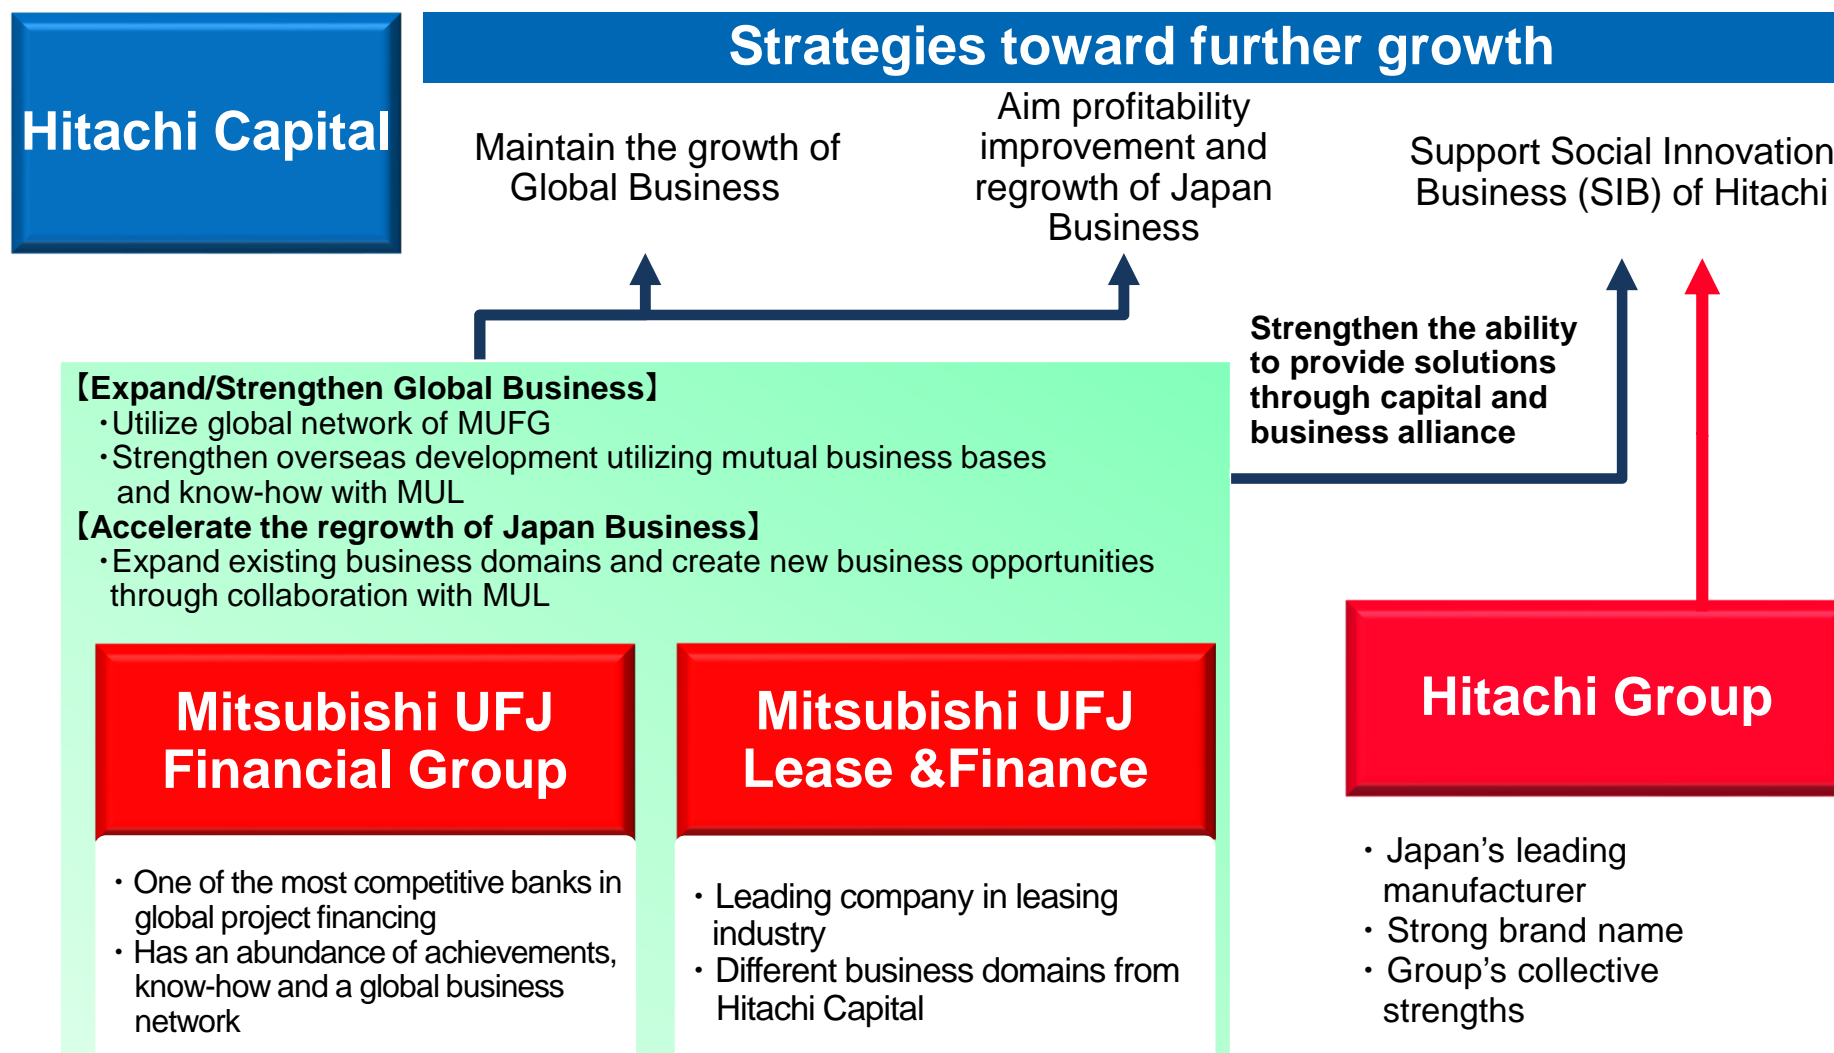 Hitachi Capital
Strategies toward further growth
Maintain the growth of
Global Business
Aim profitability
improvement and
regrowth of Japan
Business
Support Social Innovation
Business (SIB) of Hitachi
Strengthen the ability
to provide solutions
through capital and
business alliance
【Expand/Strengthen Global Business】
・Utilize global network of MUFG
・Strengthen overseas development utilizing mutual business bases
and know-how with MUL
【Accelerate the regrowth of Japan Business】
・Expand existing business domains and create new business opportunities
through collaboration with MUL
Mitsubishi UFJ
Financial Group
・One of the most competitive banks in
global project financing
・Has an abundance of achievements,
know-how and a global business
network
Mitsubishi UFJ
Lease &Finance
・Leading company in leasing
industry
・Different business domains from
Hitachi Capital
Hitachi Group
・Japan’s leading
manufacturer
・Strong brand name
・Group’s collective
strengths